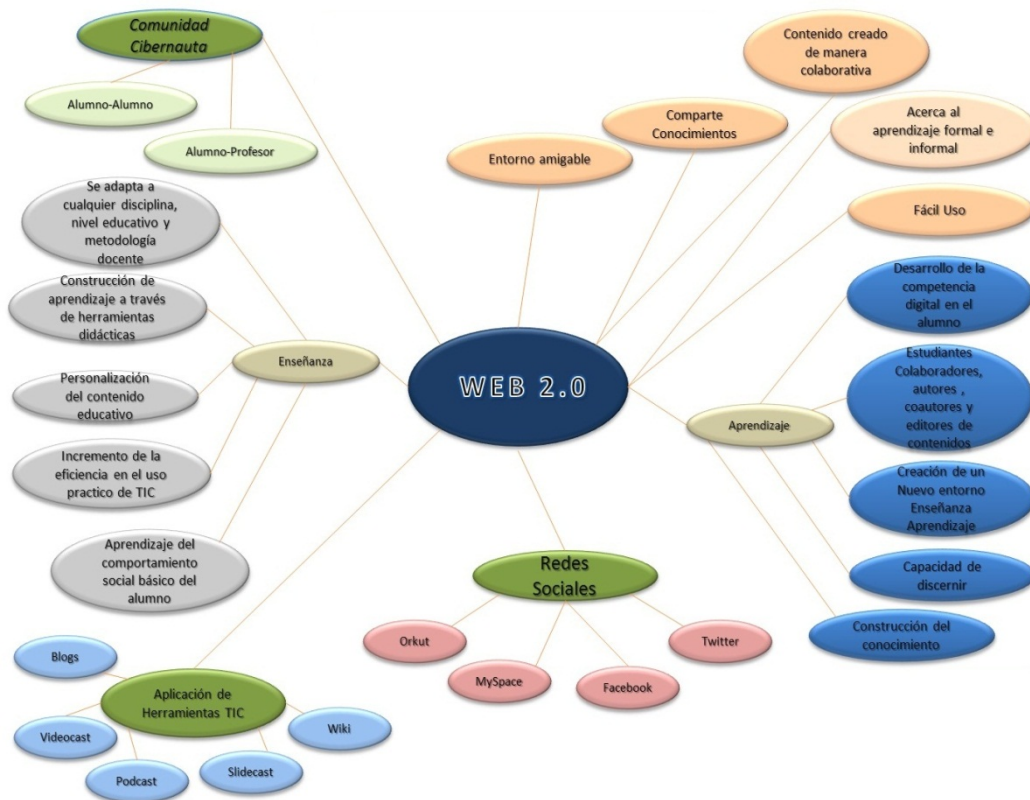 Comunidad
Cibernauta
Alumno-Alumno
Alumno-Profesor
Contenido creado
de manera
colaborativa
Comparte
Conocimientos
Entorno amigable
Acerca al
aprendizaje formal e
informal
Fácil Uso
Se adapta a
cualquier disciplina,
nivel educativo y
metodología
docente
Construcción de
aprendizaje a través
de herramientas
didácticas
Enseñanza
Personalización
del contenido
educativo
Incremento de la
eficiencia en el uso
practico de TIC
Aprendizaje del
comportamiento
social básico del
alumno
WEB 2.0
Desarrollo de la
competencia
digital en el
alumno
Estudiantes
Colaboradores,
autores ,
coautores y
editores de
contenidos
Aprendizaje
Creación de un
Nuevo entorno
Enseñanza
Aprendizaje
Capacidad de
discernir
Construcción del
conocimiento
Redes
Sociales
Orkut
MySpace
Facebook
Twitter
Blogs
Aplicación de
Herramientas TIC
Videocast
Podcast
Slidecast
Wiki